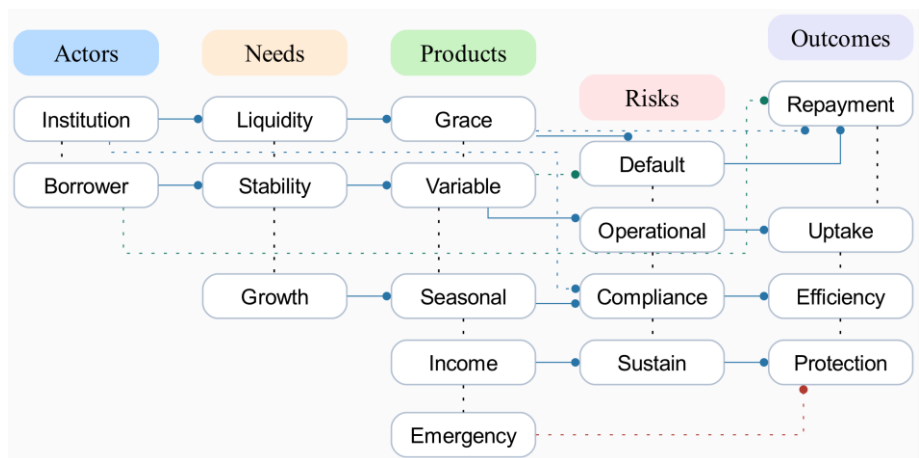 Actors
Needs
Products
Risks
Outcomes
Institution
Liquidity
Grace
Repayment
Borrower
Stability
Variable
Default
Operational
Uptake
Growth
Seasonal
Compliance
Efficiency
Income
Sustain
Protection
Emergency